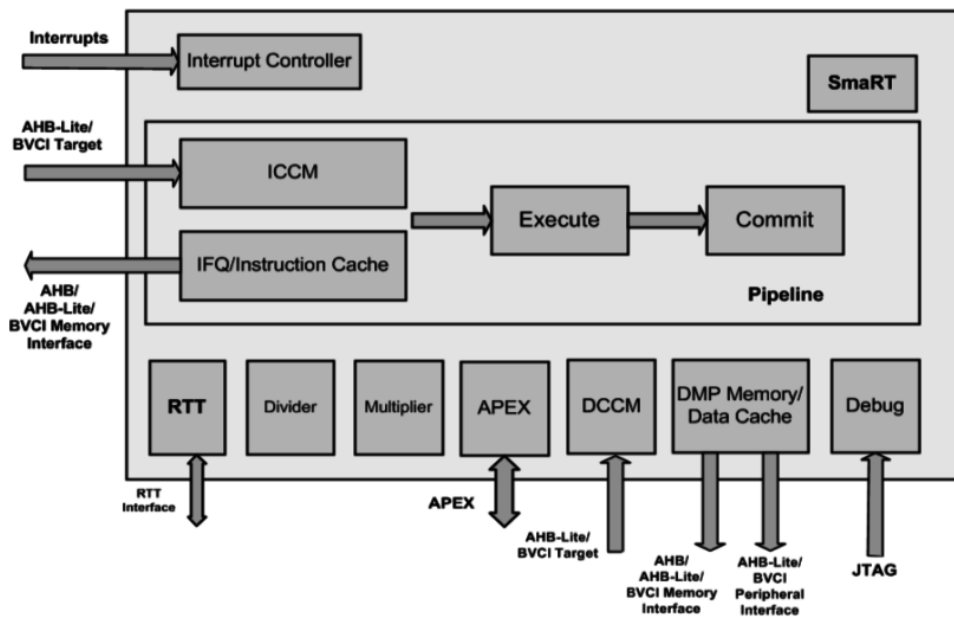 Interrupts
Interrupt Controller
SmaRT
AHB-Lite/
BVCI Target
ICCM
Execute
Commit
IFQ/Instruction Cache
Pipeline
AHB/
AHB-Lite/
BVCI Memory
Interface
RTT
Divider
Multiplier
APEX
DCCM
DMP Memory/
Data Cache
Debug
RTT
Interface
APEX
AHB-Lite/
BVCI Target
AHB/
AHB-Lite/
BVCI Memory
Interface
AHB-Lite/
BVCI
Peripheral
Interface
JTAG